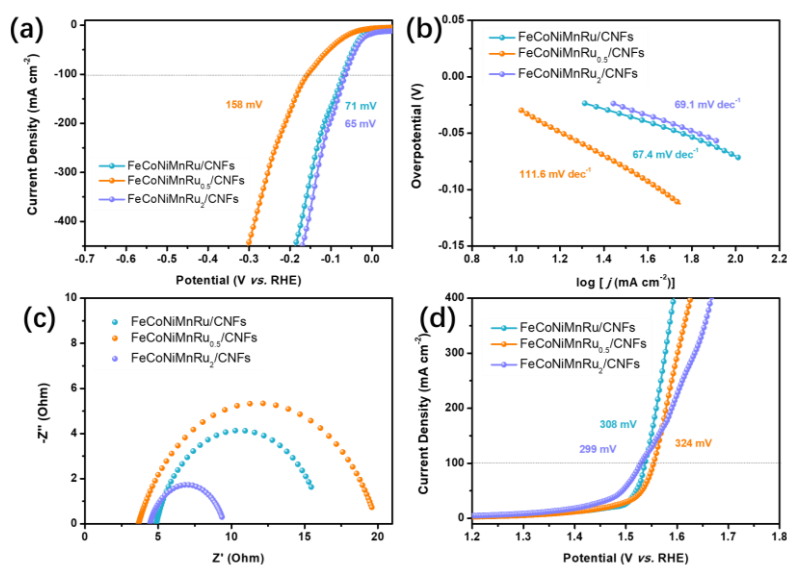 (a)
0
-100
-200
-300
-400
Current Density (mA cm⁻²)
158 mV
71 mV
65 mV
FeCoNiMnRu/CNFs
FeCoNiMnRu₀.₅/CNFs
FeCoNiMnRu₂/CNFs
-0.7 -0.6 -0.5 -0.4 -0.3 -0.2 -0.1 0.0
Potential (V vs. RHE)
(b)
0.05
0.00
-0.05
-0.10
-0.15
Overpotential (V)
FeCoNiMnRu/CNFs
FeCoNiMnRu₀.₅/CNFs
FeCoNiMnRu₂/CNFs
69.1 mV dec⁻¹
67.4 mV dec⁻¹
111.6 mV dec⁻¹
0.8 1.0 1.2 1.4 1.6 1.8 2.0 2.2
log [ j (mA cm⁻²)]
(c)
10
8
6
4
2
0
-Z'' (Ohm)
FeCoNiMnRu/CNFs
FeCoNiMnRu₀.₅/CNFs
FeCoNiMnRu₂/CNFs
0 5 10 15 20
Z' (Ohm)
(d)
400
300
200
100
0
Current Density (mA cm⁻²)
FeCoNiMnRu/CNFs
FeCoNiMnRu₀.₅/CNFs
FeCoNiMnRu₂/CNFs
308 mV
299 mV
324 mV
1.2 1.3 1.4 1.5 1.6 1.7 1.8
Potential (V vs. RHE)